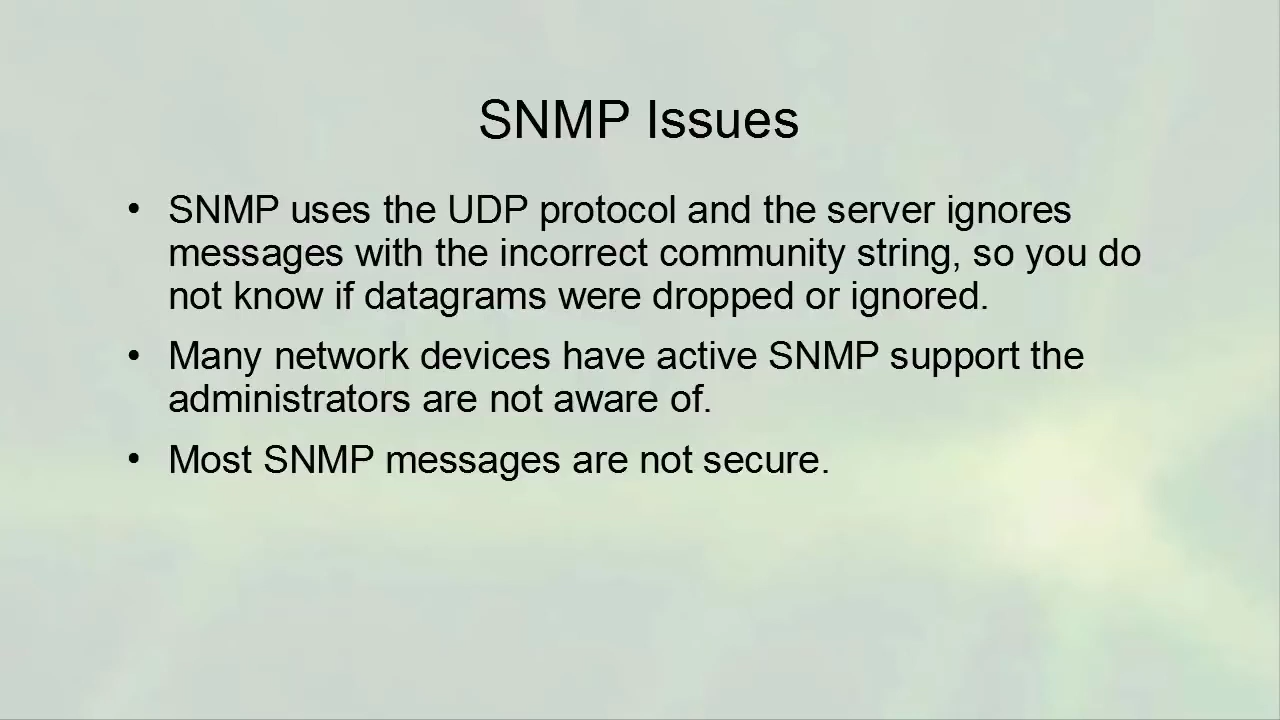 SNMP Issues
• SNMP uses the UDP protocol and the server ignores
messages with the incorrect community string, so you do
not know if datagrams were dropped or ignored.
• Many network devices have active SNMP support the
administrators are not aware of.
• Most SNMP messages are not secure.